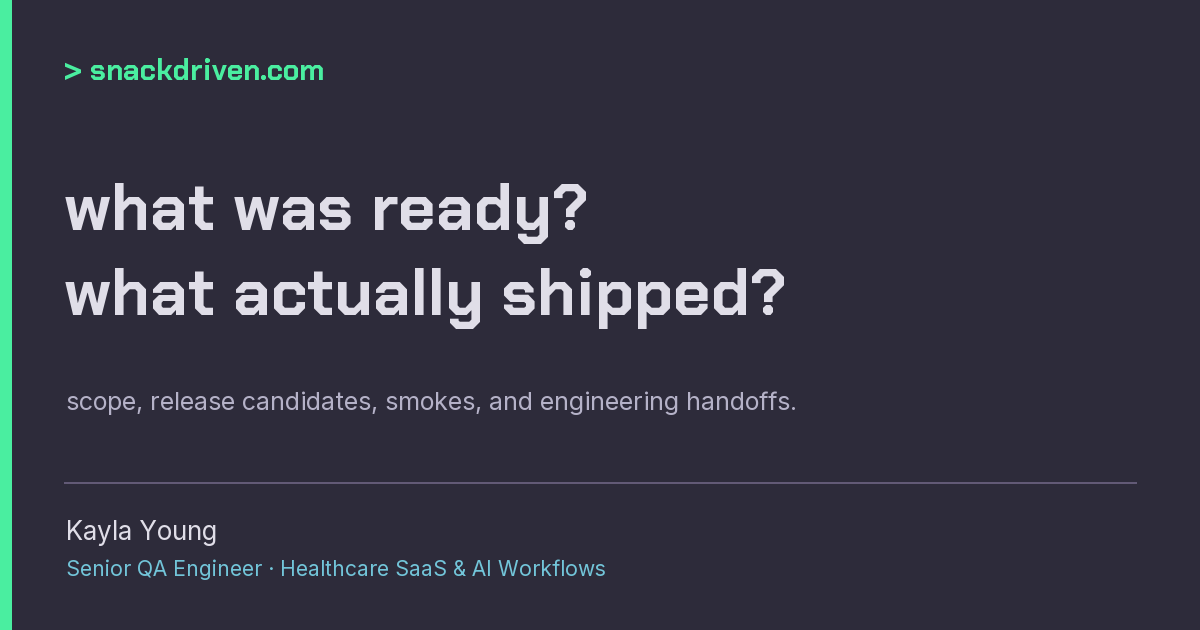 > snackdriven.com
what was ready?
what actually shipped?
scope, release candidates, smokes, and engineering handoffs.
Kayla Young
Senior QA Engineer · Healthcare SaaS & AI Workflows